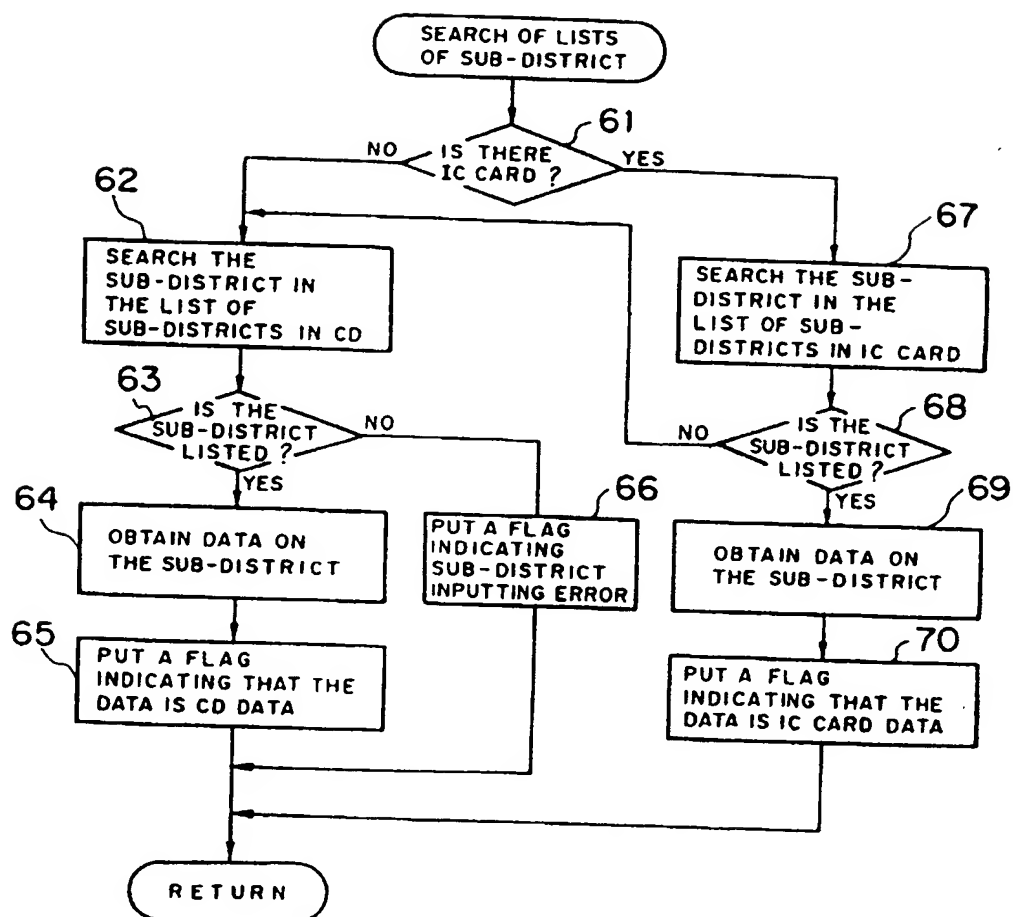 SEARCH OF LISTS
OF SUB-DISTRICT
61
NO
IS THERE
IC CARD ?
YES
62
67
SEARCH THE
SUB-DISTRICT IN
THE LIST OF
SUB-DISTRICTS IN CD
SEARCH THE SUB-
DISTRICT IN THE
LIST OF SUB-
DISTRICTS IN IC CARD
63
IS THE
SUB-DISTRICT
LISTED ?
NO
YES
68
NO
IS THE
SUB-DISTRICT
LISTED ?
YES
64
OBTAIN DATA ON
THE SUB-DISTRICT
66
PUT A FLAG
INDICATING
SUB-DISTRICT
INPUTTING ERROR
69
OBTAIN DATA ON
THE SUB-DISTRICT
65
PUT A FLAG
INDICATING THAT THE
DATA IS CD DATA
70
PUT A FLAG
INDICATING THAT THE
DATA IS IC CARD DATA
RETURN